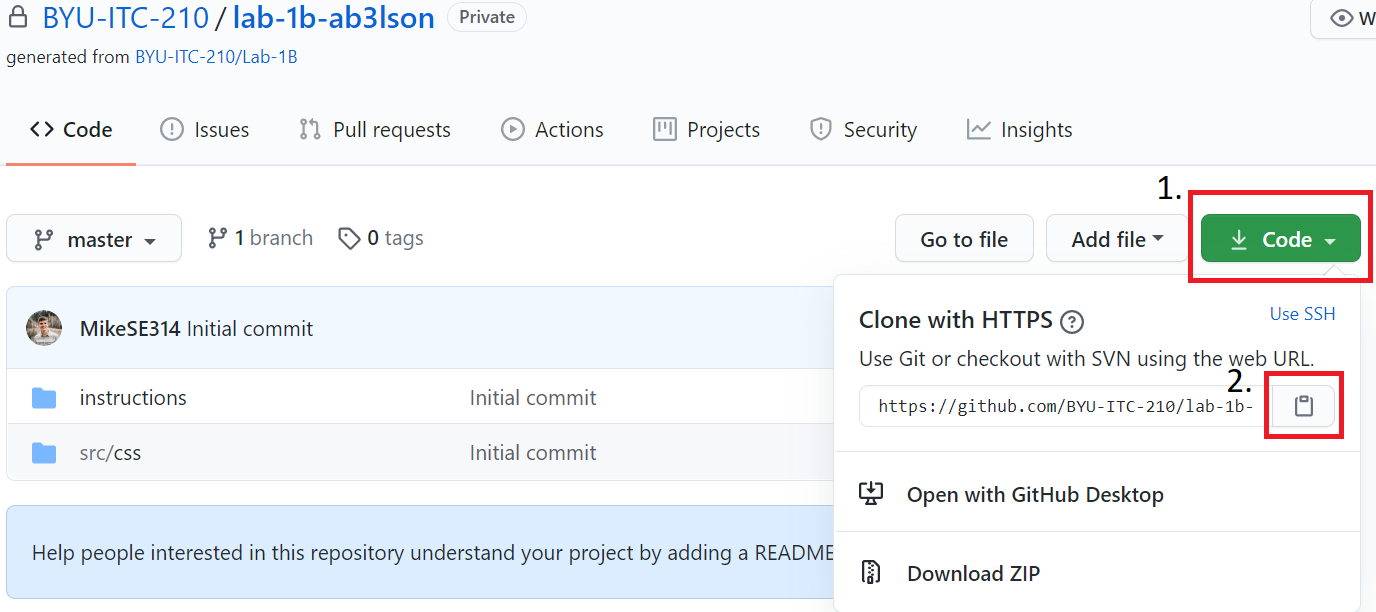 BYU-ITC-210 / lab-1b-ab3lson Private
W
generated from BYU-ITC-210/Lab-1B
Code Issues Pull requests Actions Projects Security Insights
1.
master 1 branch 0 tags Go to file Add file Code
MikeSE314 Initial commit
instructions Initial commit
src/css Initial commit
Help people interested in this repository understand your project by adding a README
Clone with HTTPS ? Use SSH
Use Git or checkout with SVN using the web URL.
2.
https://github.com/BYU-ITC-210/lab-1b-
Open with GitHub Desktop
Download ZIP